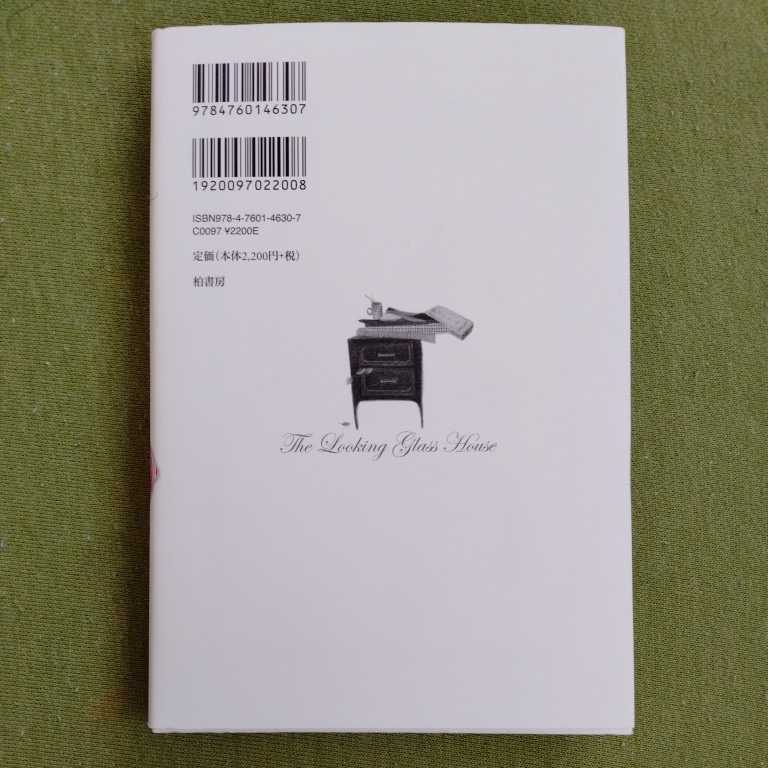 9784760146307
1920097022008
ISBN978-4-7601-4630-7
C0097 ¥2200E
定価(本体2,200円+税)
柏書房
The Looking Glass House